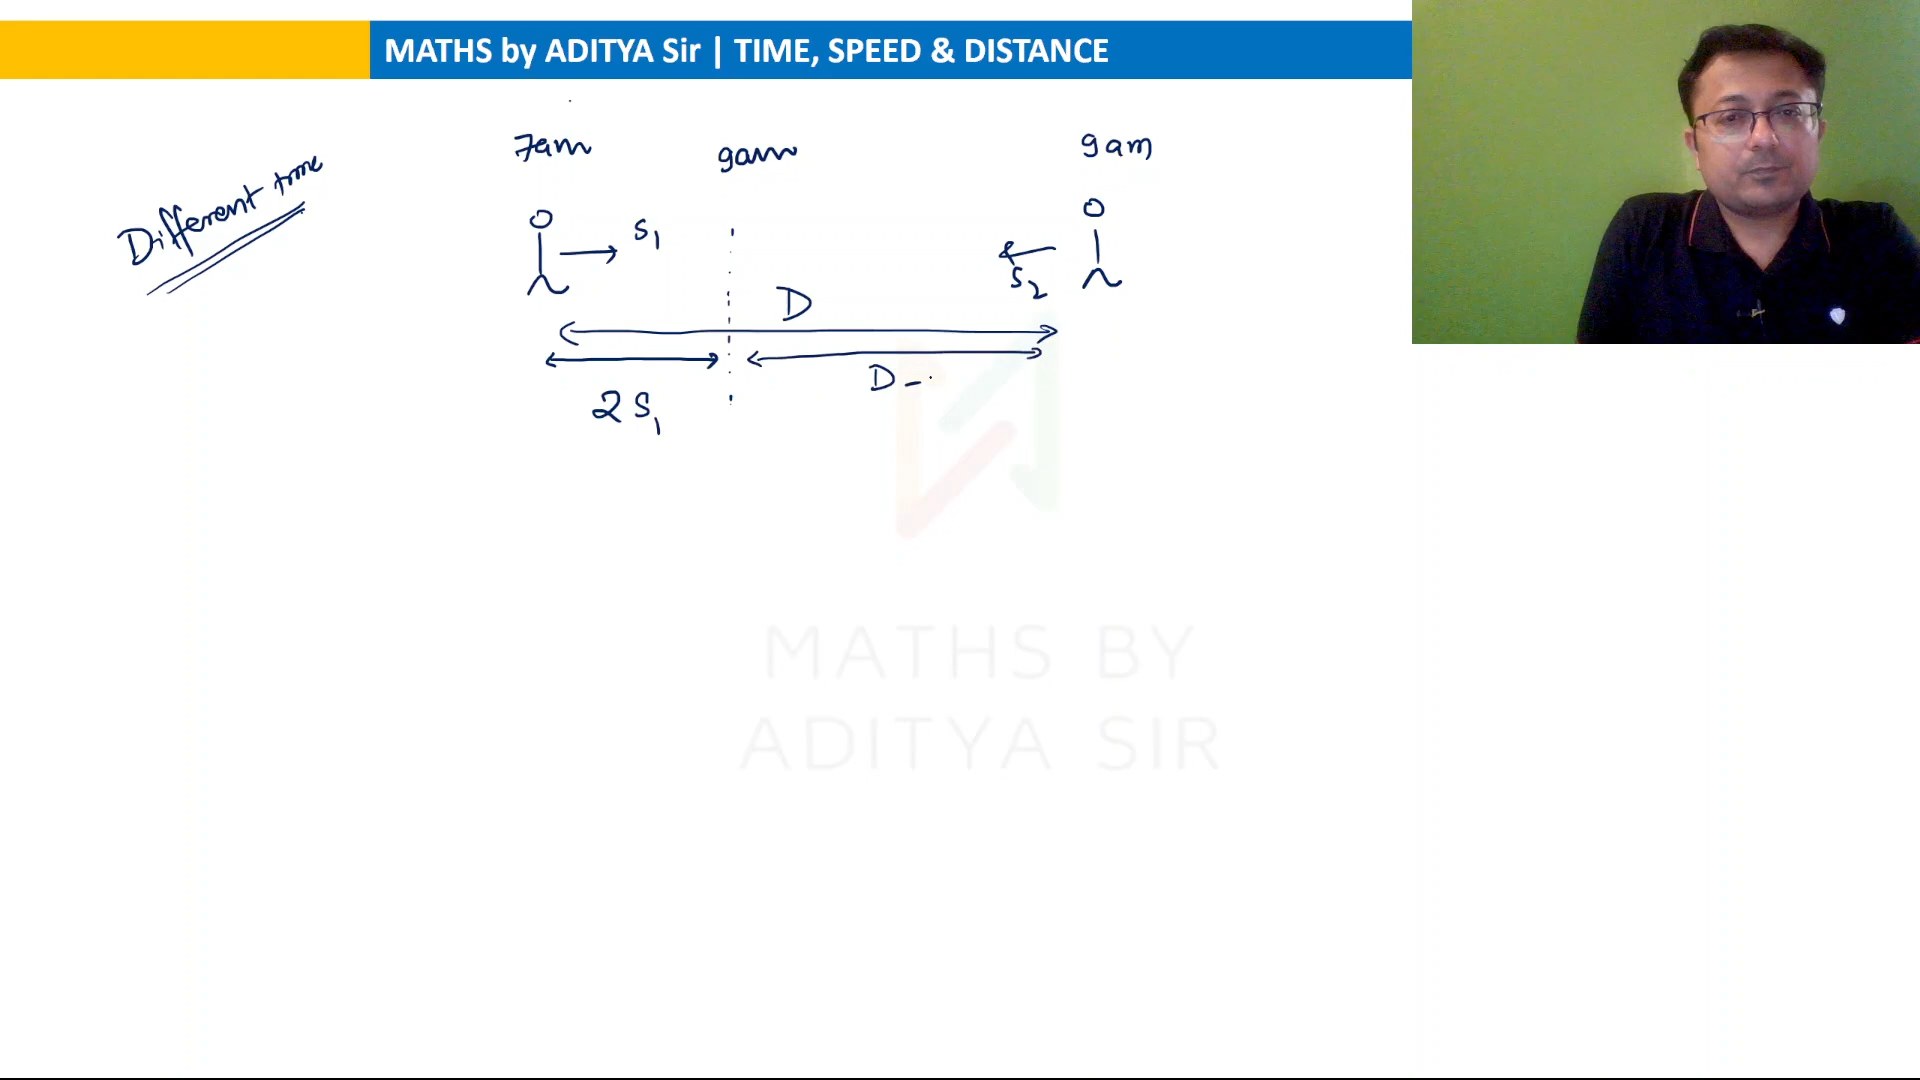 MATHS by ADITYA Sir | TIME, SPEED & DISTANCE
Different time
7am 9am 9am
S1
S2
D
D -
2S1
MATHS BY
ADITYA SIR